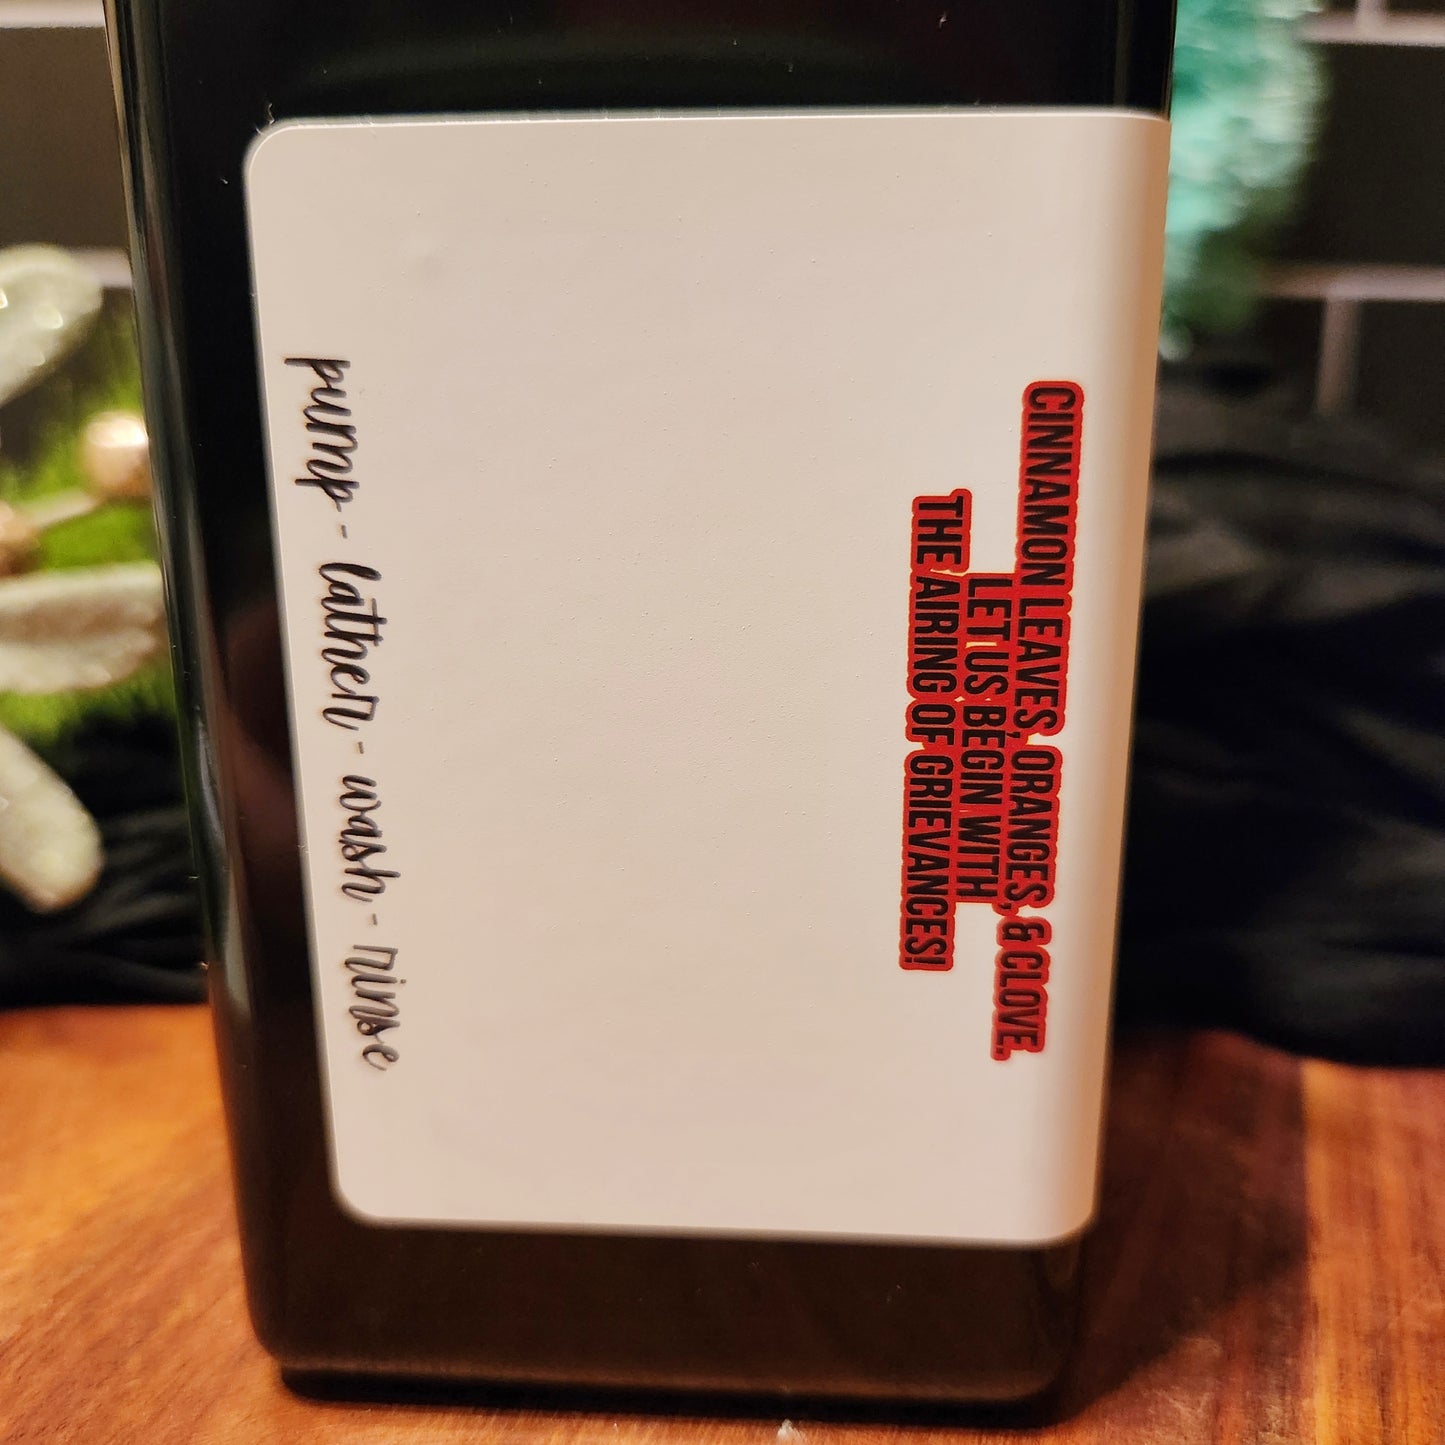 CINNAMON LEAVES, ORANGES, & CLOVE.
LET US BEGIN WITH
THE AIRING OF GRIEVANCES!
pump - lather - wash - rinse